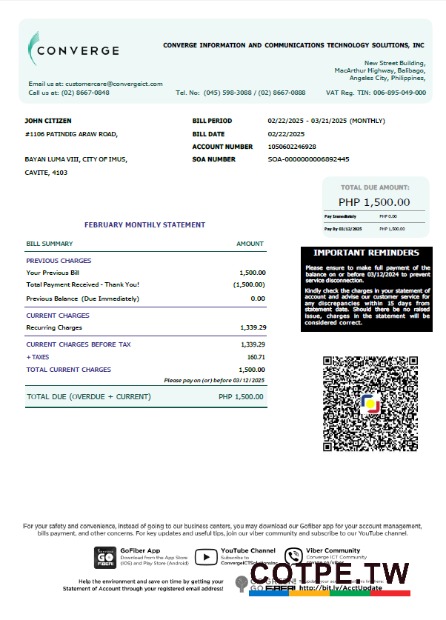 CONVERGE
CONVERGE INFORMATION AND COMMUNICATIONS TECHNOLOGY SOLUTIONS, INC
New Street Building,
MacArthur Highway, Balibago,
Angeles City, Philippines,
Email us at: customercare@convergeict.com
Call us at: (02) 8667-0848
Tel. No: (045) 598-3088 / (02) 8667-0888
VAT Reg. TIN: 006-895-049-000
JOHN CITIZEN
#1106 PATINDIG ARAW ROAD,
BAYAN LUMA VIII, CITY OF IMUS,
CAVITE, 4103
BILL PERIOD 02/22/2025 - 03/21/2025 (MONTHLY)
BILL DATE 02/22/2025
ACCOUNT NUMBER 1050602246928
SOA NUMBER SOA-0000000006892445
TOTAL DUE AMOUNT:
PHP 1,500.00
Pay Immediately PHP 0.00
Pay By 03/12/2025 PHP 1,500.00
FEBRUARY MONTHLY STATEMENT
BILL SUMMARY AMOUNT
PREVIOUS CHARGES
Your Previous Bill 1,500.00
Total Payment Received - Thank You! (1,500.00)
Previous Balance (Due Immediately) 0.00
CURRENT CHARGES
Recurring Charges 1,339.29
CURRENT CHARGES BEFORE TAX 1,339.29
+ TAXES 160.71
TOTAL CURRENT CHARGES 1,500.00
Please pay on (or) before 03/12/2025
TOTAL DUE (OVERDUE + CURRENT) PHP 1,500.00
IMPORTANT REMINDERS
Please ensure to make full payment of the
balance on or before 03/12/2024 to prevent
service disconnection.
Kindly check the charges in your statement of
account and advise our customer service for
any discrepancies within 15 days from
statement date. Should there be no raised
issue, charges in the statement will be
considered correct.
For your safety and convenience, instead of going to our business centers, you may download our GoFiber app for your account management,
bills payment, and other concerns. For key updates and useful tips, join our viber community and subscribe to our YouTube channel.
GoFiber App
Download from the App Store
(iOS) and Play Store (Android)
YouTube Channel
Viber Community
Converge ICT Community
Help the environment and save on time by getting your
Statement of Account through your registered email address!
http://bit.ly/AcctUpdate
COTPE.TW